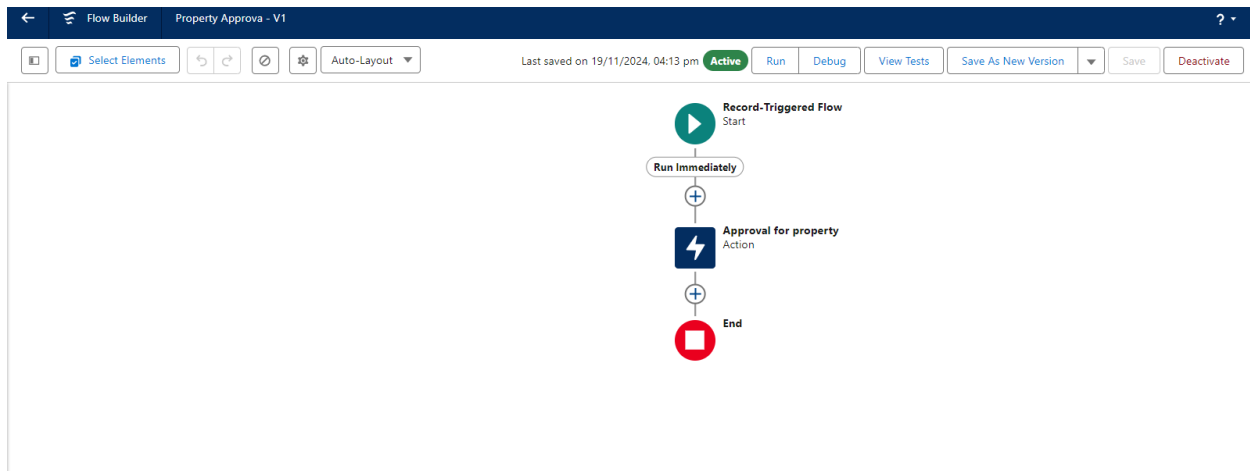 Flow Builder Property Approva - V1 ?
Select Elements Auto-Layout Last saved on 19/11/2024, 04:13 pm Active Run Debug View Tests Save As New Version Save Deactivate
Record-Triggered Flow
Start
Run Immediately
Approval for property
Action
End